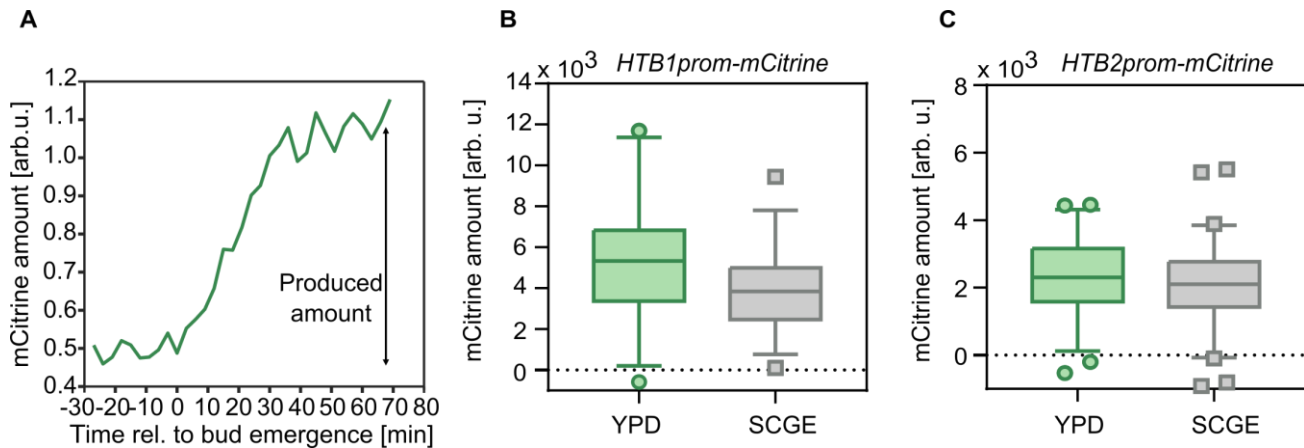 A
mCitrine amount [arb.u.]
1.2
1.1
1.0
0.9
0.8
0.7
0.6
0.5
0.4
-30 -20 -10 0 10 20 30 40 50 60 70 80
Time rel. to bud emergence [min]
Produced
amount
B
x 10³
HTB1prom-mCitrine
mCitrine amount [arb. u.]
14
12
10
8
6
4
2
0
YPD SCGE
C
x 10³
HTB2prom-mCitrine
mCitrine amount [arb. u.]
8
6
4
2
0
YPD SCGE